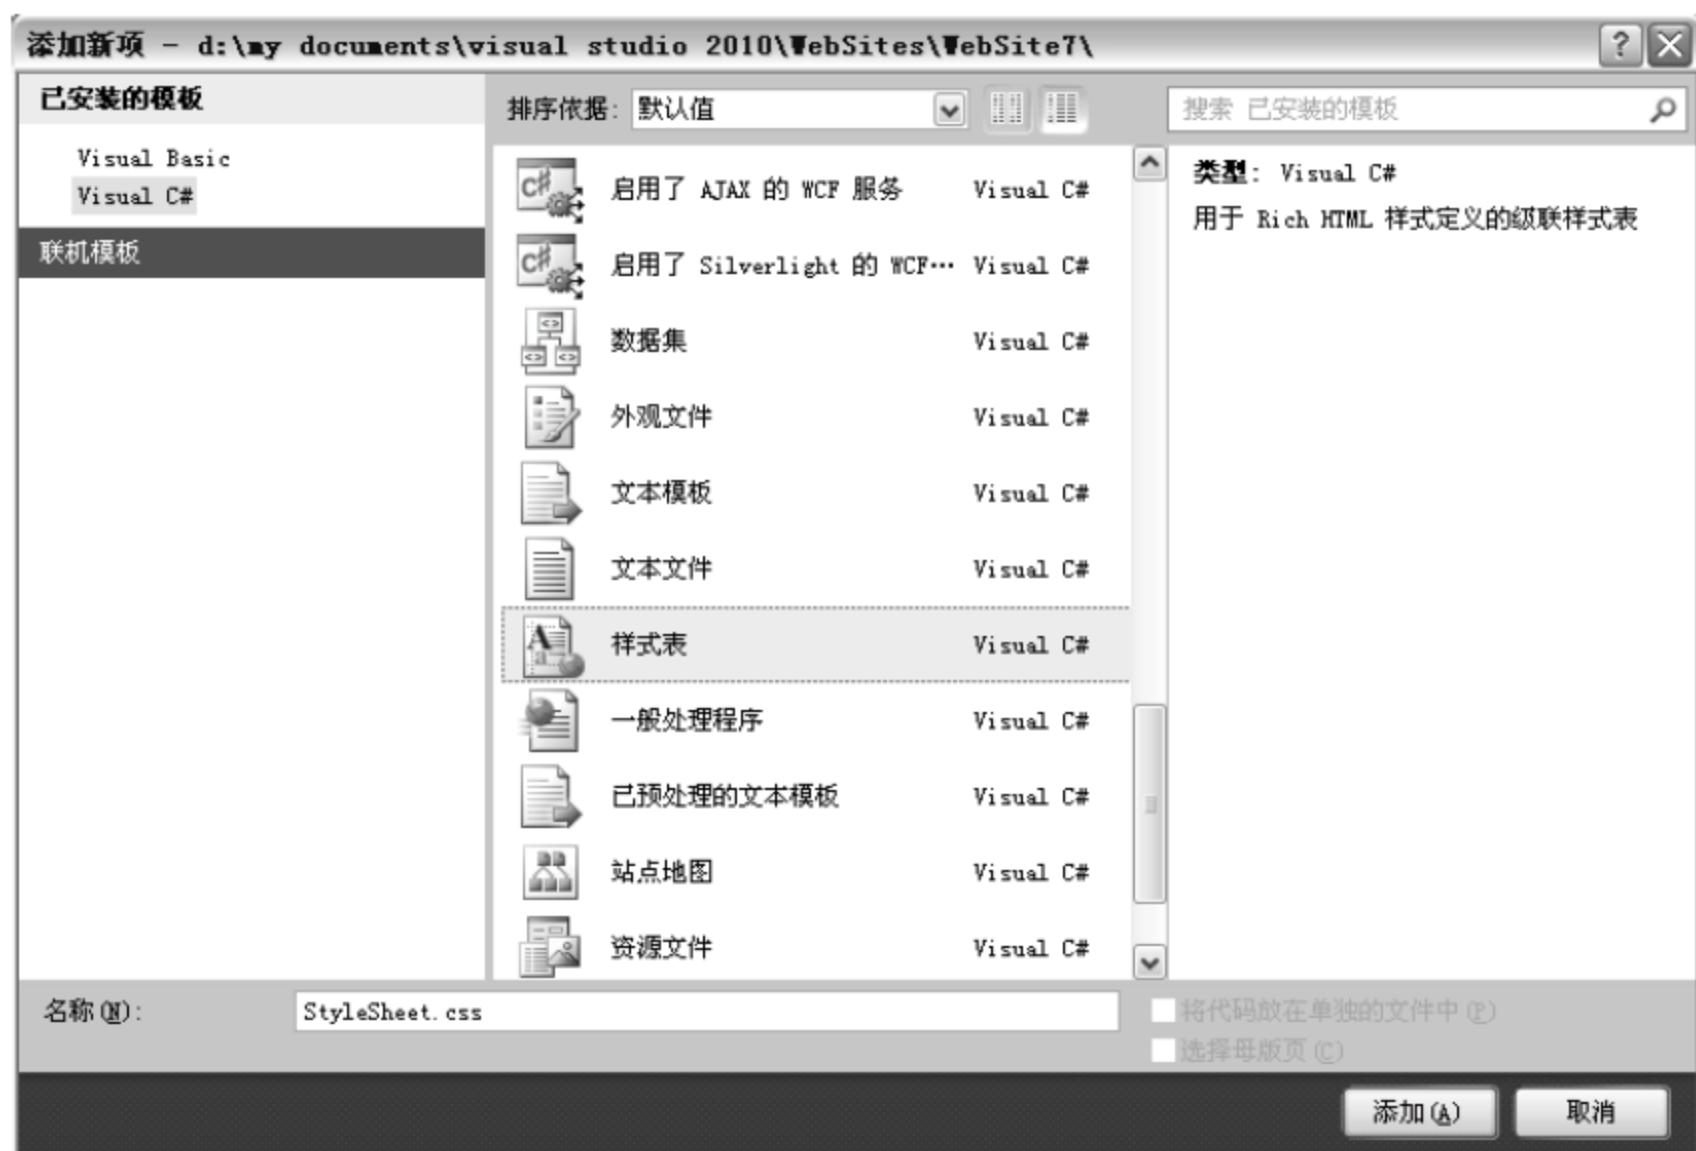 添加新项 - d:\my documents\visual studio 2010\WebSites\WebSite7\
已安装的模板
Visual Basic
Visual C#
联机模板
排序依据: 默认值
搜索 已安装的模板
启用了 AJAX 的 WCF 服务 Visual C#
启用了 Silverlight 的 WCF… Visual C#
数据集 Visual C#
外观文件 Visual C#
文本模板 Visual C#
文本文件 Visual C#
样式表 Visual C#
一般处理程序 Visual C#
已预处理的文本模板 Visual C#
站点地图 Visual C#
资源文件 Visual C#
类型: Visual C#
用于 Rich HTML 样式定义的级联样式表
名称(N): StyleSheet.css
将代码放在单独的文件中(P)
选择母版页(C)
添加(A) 取消